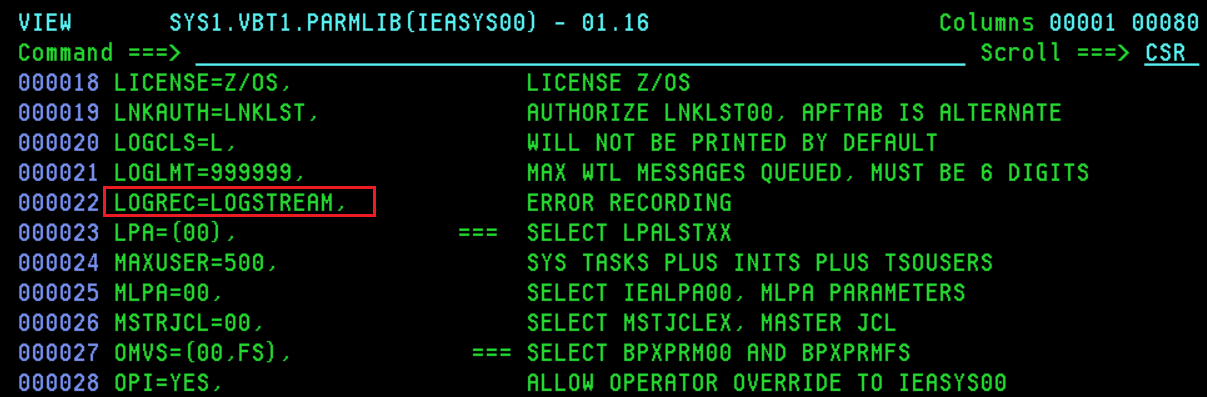 VIEW       SYS1.VBT1.PARMLIB(IEASYS00) - 01.16                     Columns 00001 00080
Command ===>                                                          Scroll ===> CSR
000018 LICENSE=Z/OS,                 LICENSE Z/OS
000019 LNKAUTH=LNKLST,               AUTHORIZE LNKLST00, APFTAB IS ALTERNATE
000020 LOGCLS=L,                     WILL NOT BE PRINTED BY DEFAULT
000021 LOGLMT=999999,                MAX WTL MESSAGES QUEUED, MUST BE 6 DIGITS
000022 LOGREC=LOGSTREAM,             ERROR RECORDING
000023 LPA=(00),                ===  SELECT LPALSTXX
000024 MAXUSER=500,                  SYS TASKS PLUS INITS PLUS TSOUSERS
000025 MLPA=00,                      SELECT IEALPA00, MLPA PARAMETERS
000026 MSTRJCL=00,                   SELECT MSTJCLEX, MASTER JCL
000027 OMVS=(00,FS),             === SELECT BPXPRM00 AND BPXPRMFS
000028 OPI=YES,                      ALLOW OPERATOR OVERRIDE TO IEASYS00